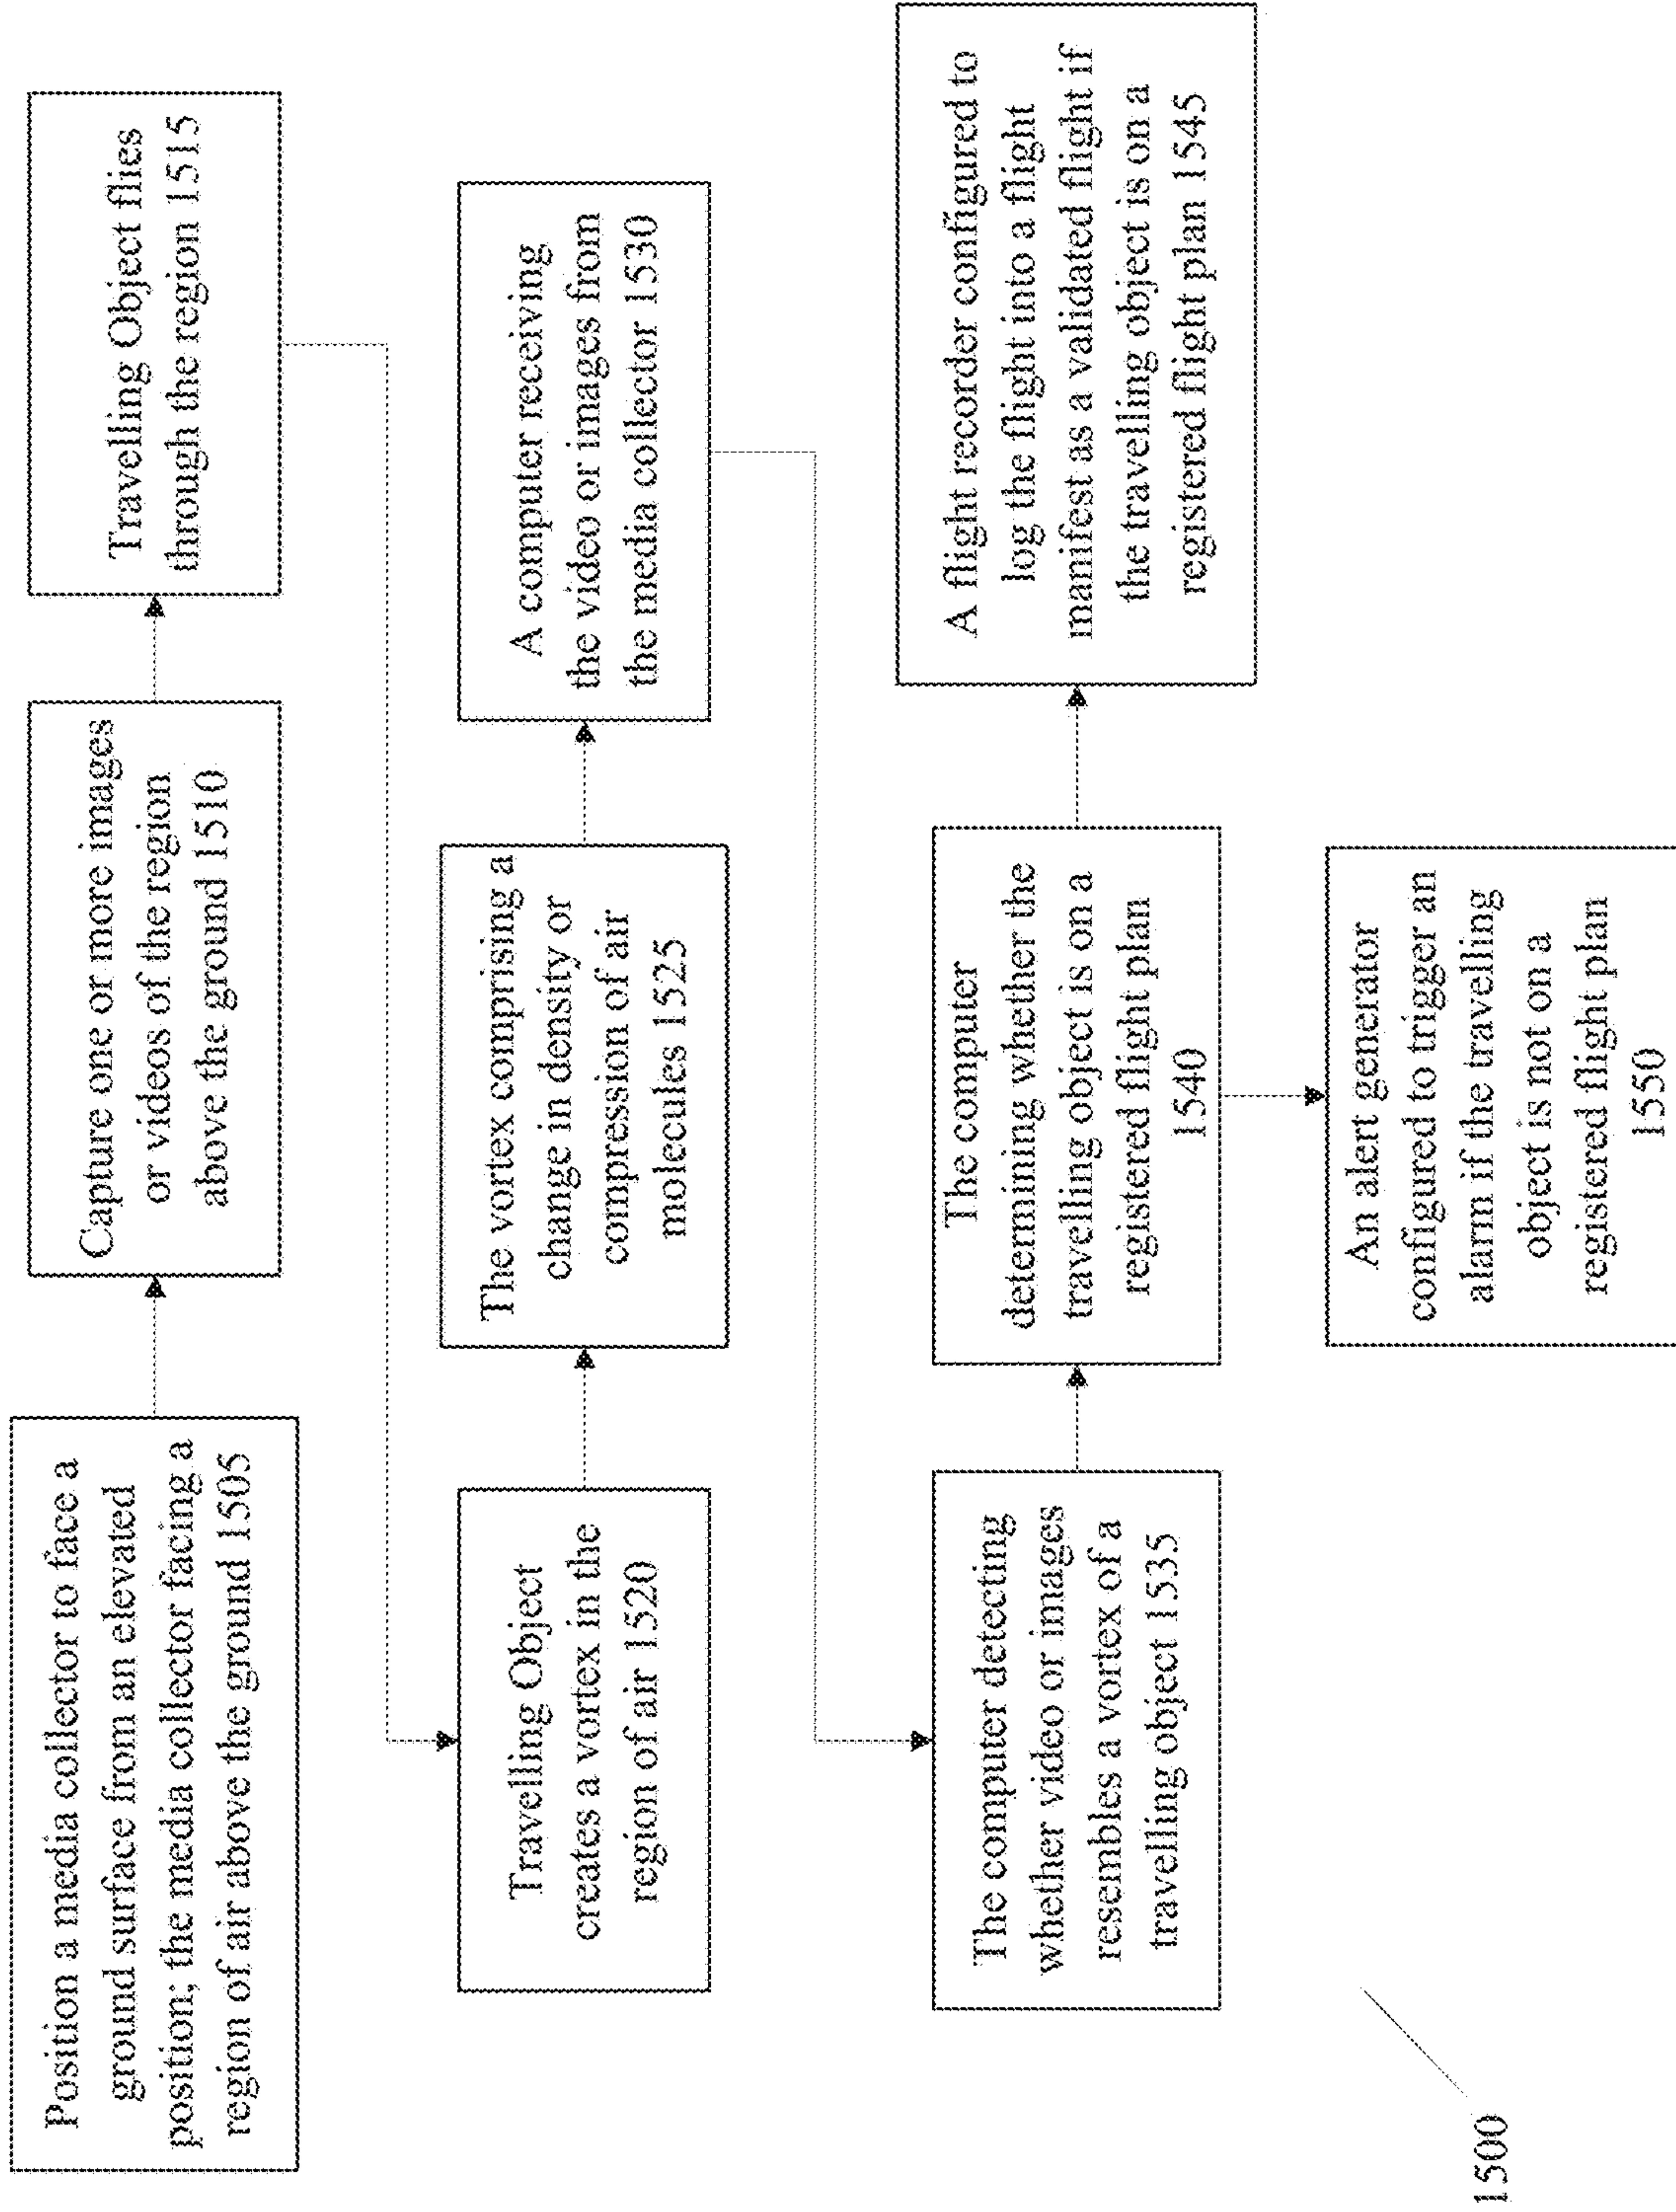 Position a media collector to face a
ground surface from an elevated
position; the media collector facing a
region of air above the ground 1505
Capture one or more images
or videos of the region
above the ground 1510
Travelling Object flies
through the region 1515
Travelling Object
creates a vortex in the
region of air 1520
The vortex comprising a
change in density or
compression of air
molecules 1525
A computer receiving
the video or images from
the media collector 1530
The computer detecting
whether video or images
resembles a vortex of a
travelling object 1535
The computer
determining whether the
travelling object is on a
registered flight plan
1540
A flight recorder configured to
log the flight into a flight
manifest as a validated flight if
the travelling object is on a
registered flight plan 1545
An alert generator
configured to trigger an
alarm if the travelling
object is not on a
registered flight plan
1550
1500